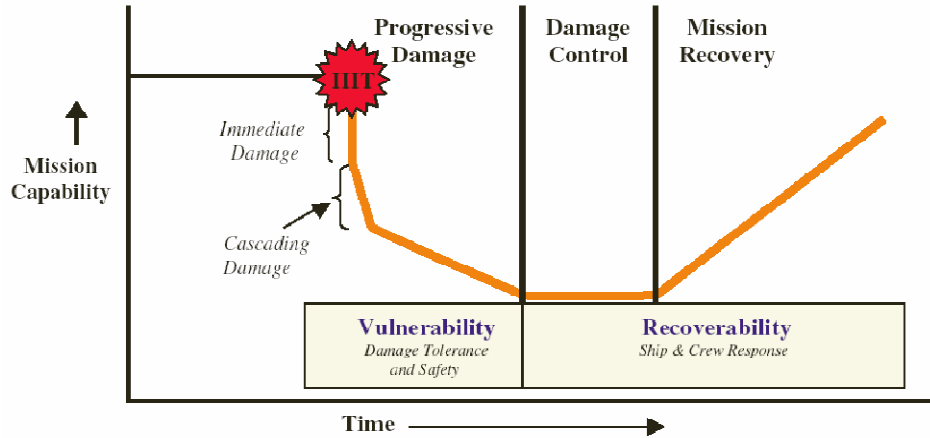 Progressive
Damage
Damage
Control
Mission
Recovery
HIT
Immediate
Damage
Mission
Capability
Cascading
Damage
Vulnerability
Damage Tolerance
and Safety
Recoverability
Ship & Crew Response
Time